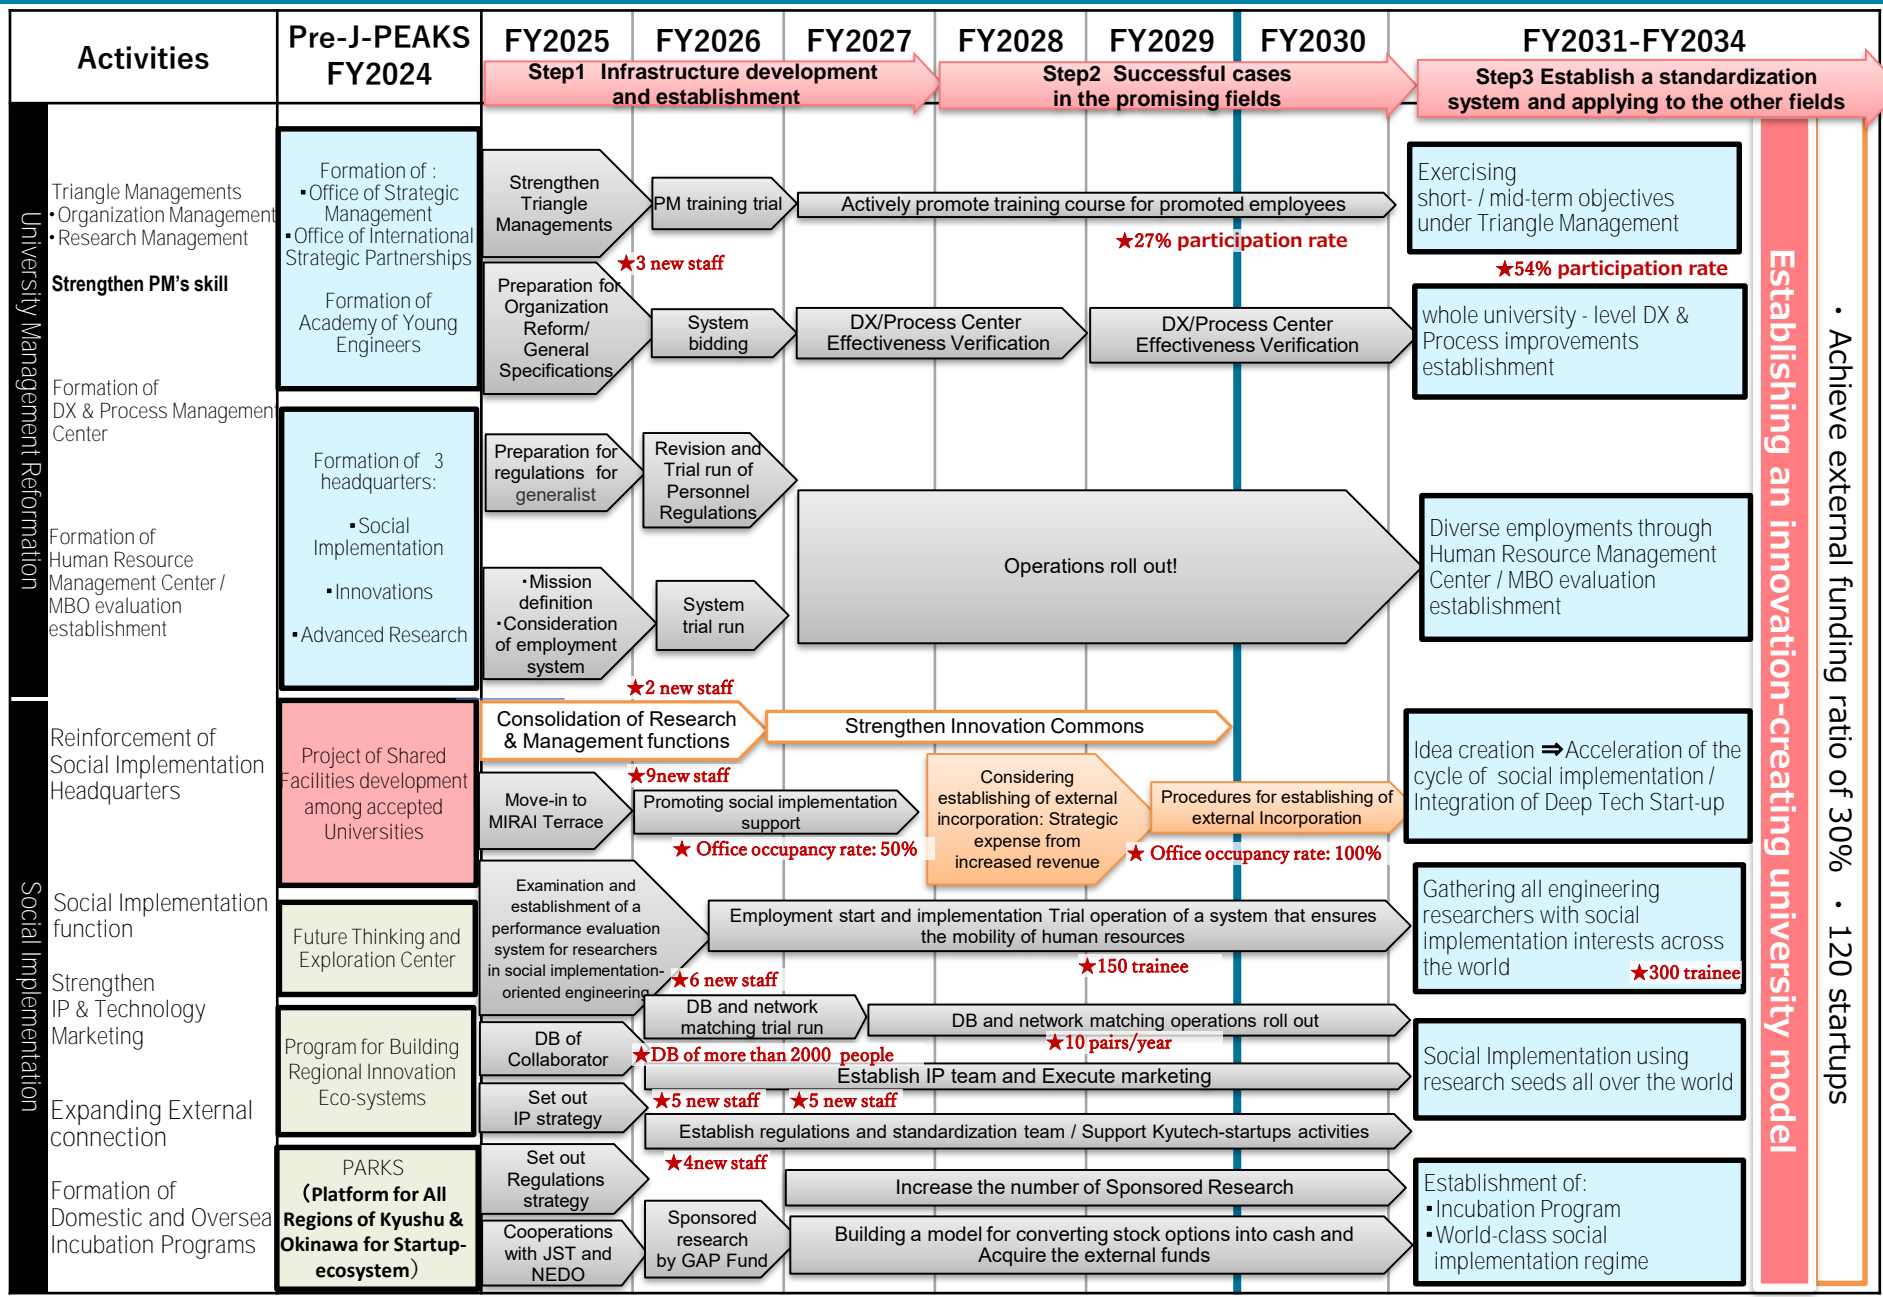 Activities
Pre-J-PEAKS
FY2024
FY2025
FY2026
FY2027
FY2028
FY2029
FY2030
FY2031-FY2034
Step1 Infrastructure development
and establishment
Step2 Successful cases
in the promising fields
Step3 Establish a standardization
system and applying to the other fields
University Management Reformation
Triangle Managements
・Organization Management
・Research Management
Strengthen PM's skill
Formation of
DX & Process Management
Center
Formation of
Human Resource
Management Center /
MBO evaluation
establishment
Formation of :
▪Office of Strategic
Management
▪Office of International
Strategic Partnerships
Formation of
Academy of Young
Engineers
Formation of 3
headquarters:
▪Social
Implementation
▪Innovations
▪Advanced Research
Strengthen
Triangle
Managements
PM training trial
Actively promote training course for promoted employees
★27% participation rate
★3 new staff
Exercising
short- / mid-term objectives
under Triangle Management
★54% participation rate
Preparation for
Organization
Reform/
General
Specifications
System
bidding
DX/Process Center
Effectiveness Verification
DX/Process Center
Effectiveness Verification
whole university - level DX &
Process improvements
establishment
Preparation for
regulations for
generalist
Revision and
Trial run of
Personnel
Regulations
Operations roll out!
・Mission
definition
・Consideration
of employment
system
System
trial run
★2 new staff
Diverse employments through
Human Resource Management
Center / MBO evaluation
establishment
Social Implementation
Reinforcement of
Social Implementation
Headquarters
Social Implementation
function
Strengthen
IP & Technology
Marketing
Expanding External
connection
Formation of
Domestic and Oversea
Incubation Programs
Project of Shared
Facilities development
among accepted
Universities
Future Thinking and
Exploration Center
Program for Building
Regional Innovation
Eco-systems
PARKS
（Platform for All
Regions of Kyushu &
Okinawa for Startup-
ecosystem）
Consolidation of Research
& Management functions
Strengthen Innovation Commons
★9new staff
Move-in to
MIRAI Terrace
Promoting social implementation
support
★ Office occupancy rate: 50%
Considering
establishing of external
incorporation: Strategic
expense from
increased revenue
Procedures for establishing of
external Incorporation
★ Office occupancy rate: 100%
Idea creation ⇒Acceleration of the
cycle of social implementation /
Integration of Deep Tech Start-up
Examination and
establishment of a
performance evaluation
system for researchers
in social implementation-
oriented engineering
Employment start and implementation Trial operation of a system that ensures
the mobility of human resources
★6 new staff
★150 trainee
Gathering all engineering
researchers with social
implementation interests across
the world
★300 trainee
DB and network
matching trial run
DB and network matching operations roll out
DB of
Collaborator
★DB of more than 2000 people
★10 pairs/year
Establish IP team and Execute marketing
Social Implementation using
research seeds all over the world
Set out
IP strategy
★5 new staff
★5 new staff
Establish regulations and standardization team / Support Kyutech-startups activities
★4new staff
Set out
Regulations
strategy
Increase the number of Sponsored Research
Cooperations
with JST and
NEDO
Sponsored
research
by GAP Fund
Building a model for converting stock options into cash and
Acquire the external funds
Establishment of:
▪Incubation Program
▪World-class social
implementation regime
Establishing an innovation-creating university model
・Achieve external funding ratio of 30% ・120 startups